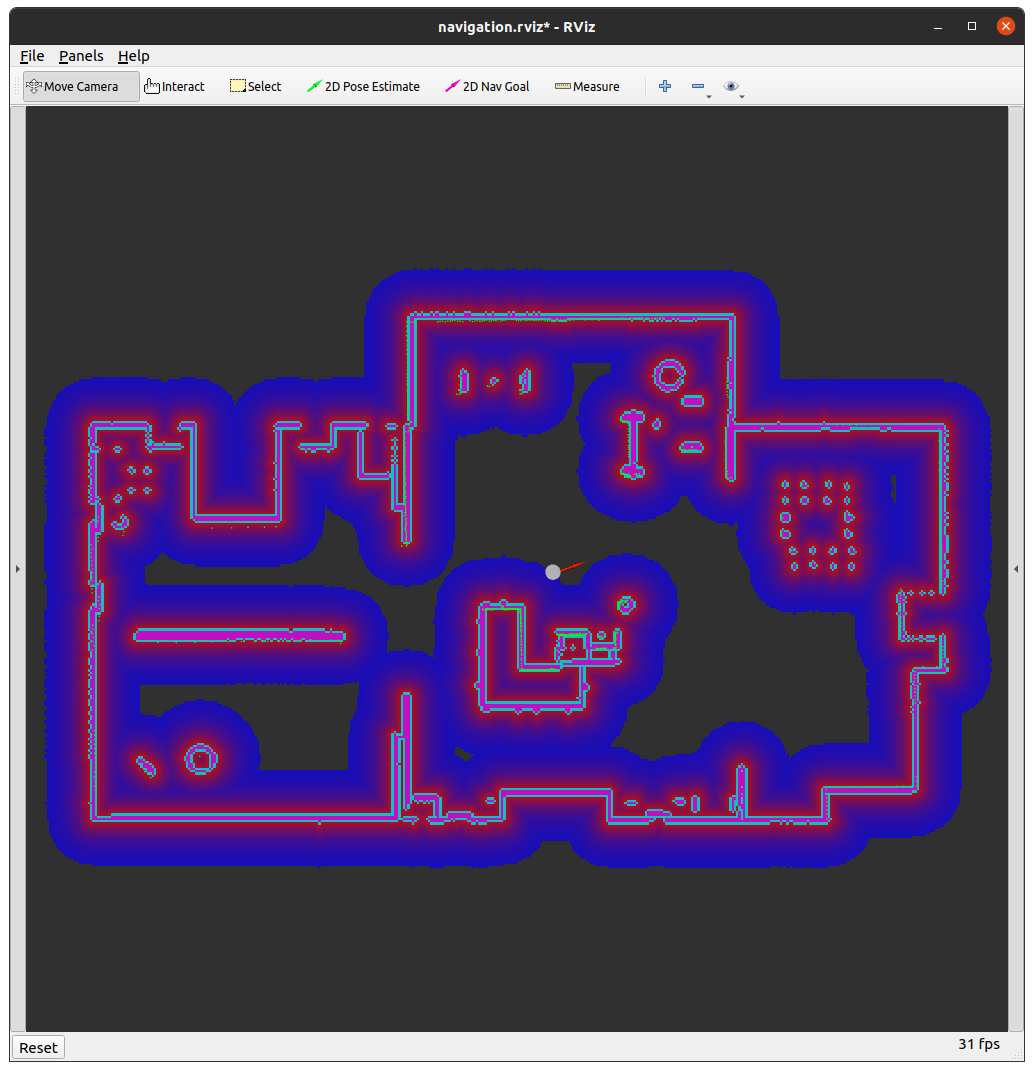 navigation.rviz* - RViz
File Panels Help
Move Camera Interact Select 2D Pose Estimate 2D Nav Goal Measure
Reset 31 fps